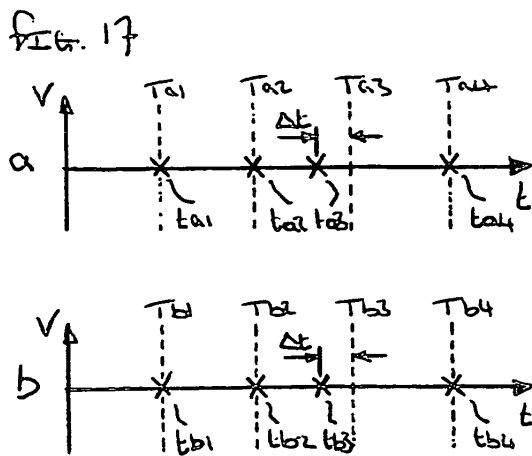 Fig. 17
V Ta1 Ta2 Ta3 Ta4
Δt
a
ta1 ta2 ta3 ta4 t
V Tb1 Tb2 Tb3 Tb4
Δt
b
tb1 tb2 tb3 tb4 t